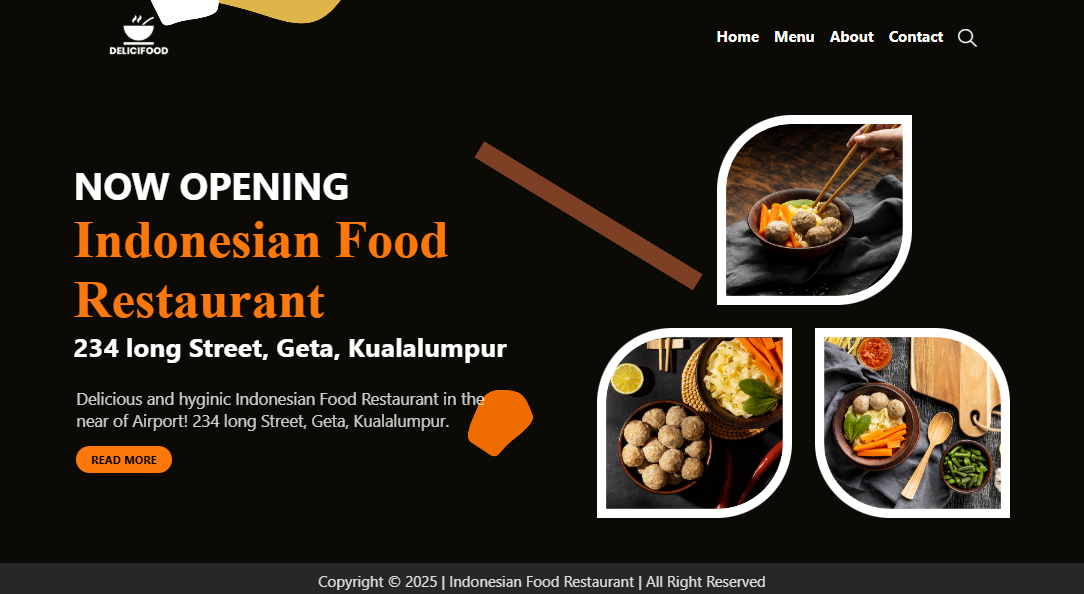 DELICIFOOD
Home Menu About Contact
NOW OPENING
Indonesian Food
Restaurant
234 long Street, Geta, Kualalumpur
Delicious and hyginic Indonesian Food Restaurant in the
near of Airport! 234 long Street, Geta, Kualalumpur.
READ MORE
Copyright © 2025 | Indonesian Food Restaurant | All Right Reserved